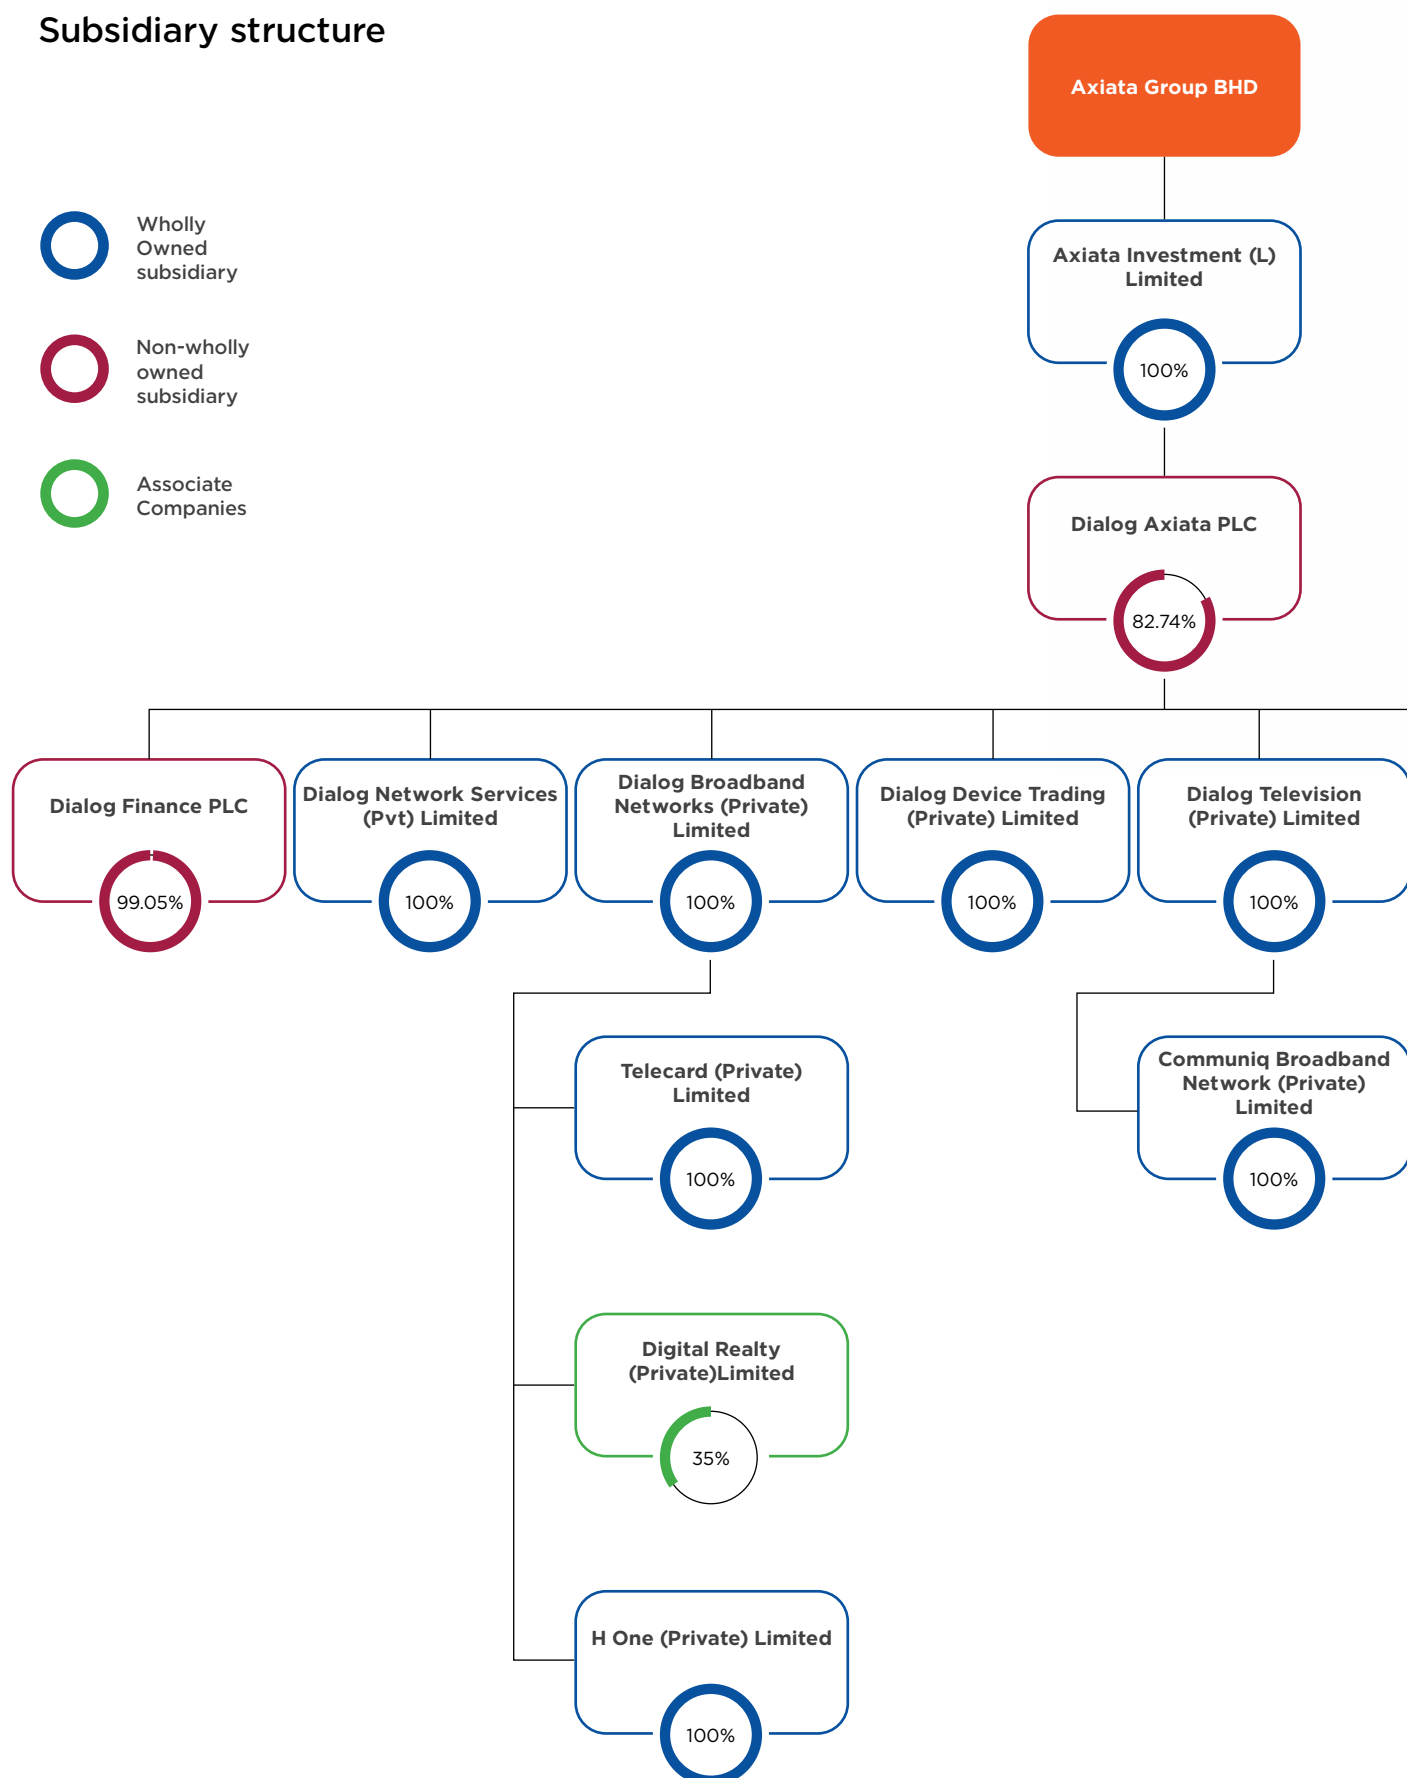 Subsidiary structure
Axiata Group BHD
Wholly
Owned
subsidiary
Non-wholly
owned
subsidiary
Associate
Companies
Axiata Investment (L)
Limited
100%
Dialog Axiata PLC
82.74%
Dialog Finance PLC
99.05%
Dialog Network Services
(Pvt) Limited
100%
Dialog Broadband
Networks (Private)
Limited
100%
Dialog Device Trading
(Private) Limited
100%
Dialog Television
(Private) Limited
100%
Telecard (Private)
Limited
100%
Communiq Broadband
Network (Private)
Limited
100%
Digital Realty
(Private)Limited
35%
H One (Private) Limited
100%